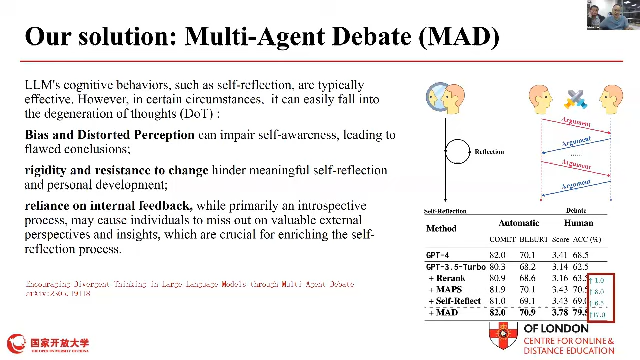 Our solution: Multi-Agent Debate (MAD)
LLM's cognitive behaviors, such as self-reflection, are typically
effective. However, in certain circumstances, it can easily fall into
the degeneration of thoughts (DoT) :
Bias and Distorted Perception can impair self-awareness, leading to
flawed conclusions;
rigidity and resistance to change hinder meaningful self-reflection
and personal development;
reliance on internal feedback, while primarily an introspective
process, may cause individuals to miss out on valuable external
perspectives and insights, which are crucial for enriching the self-
reflection process.
Encouraging Divergent Thinking in Large Language Models through Multi Agent Debate
Reflection
Argument
Argument
......
Argument
Argument
Self-Reflection
Debate
Method Automatic Human
COMET BLEURT Score ACC (%)
GPT-4 82.0 70.1 3.41 68.5
GPT-3.5-Turbo 80.3 68.2 3.14 62.5
+ Rerank 80.9 68.6 3.16 63.5
+ MAPS 81.9 70.1 3.43 70.5
+ Self-Reflect 81.0 69.1 3.43 69.0
+ MAD 82.0 70.9 3.78 79.5
国家开放大学
OF LONDON
CENTRE FOR ONLINE &
DISTANCE EDUCATION